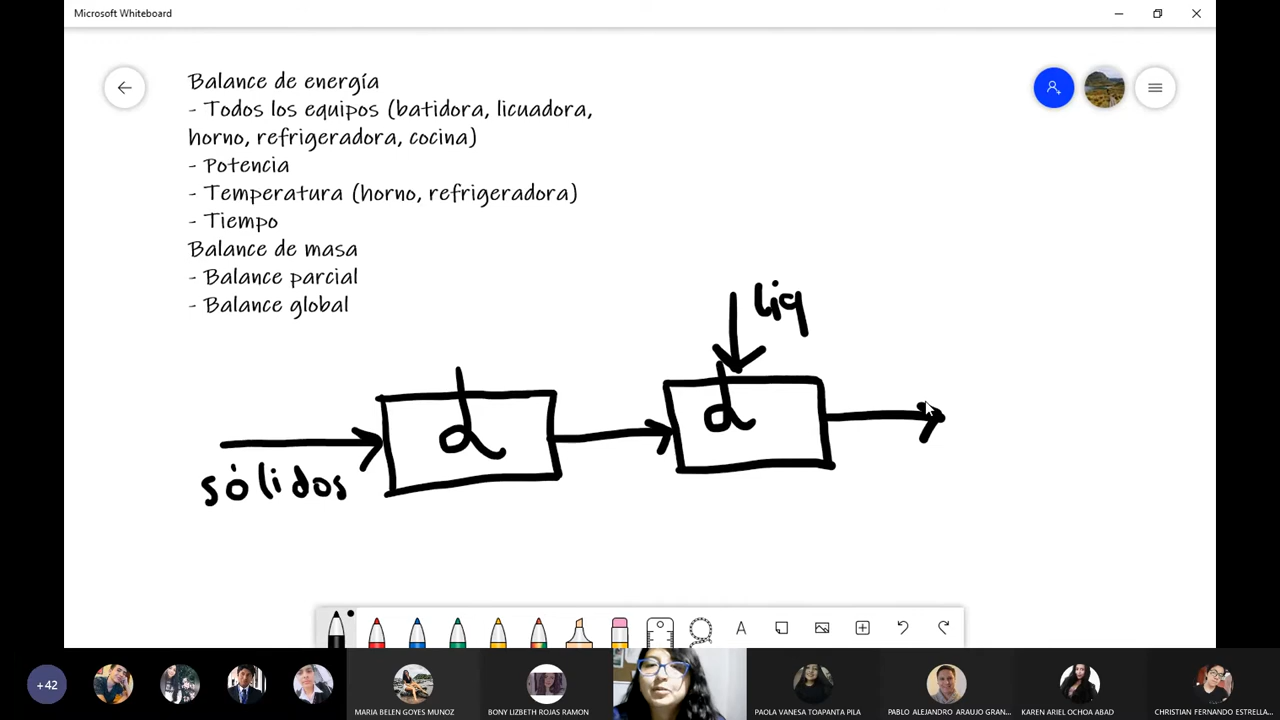 Microsoft Whiteboard
Balance de energía
- Todos los equipos (batidora, licuadora,
horno, refrigeradora, cocina)
- Potencia
- Temperatura (horno, refrigeradora)
- Tiempo
Balance de masa
- Balance parcial
- Balance global
liq
sólidos
A
+42
MARIA BELEN GOYES MUNOZ
BONY LIZBETH ROJAS RAMON
PAOLA VANESA TOAPANTA PILA
PABLO ALEJANDRO ARAUJO GRAN...
KAREN ARIEL OCHOA ABAD
CHRISTIAN FERNANDO ESTRELLA...